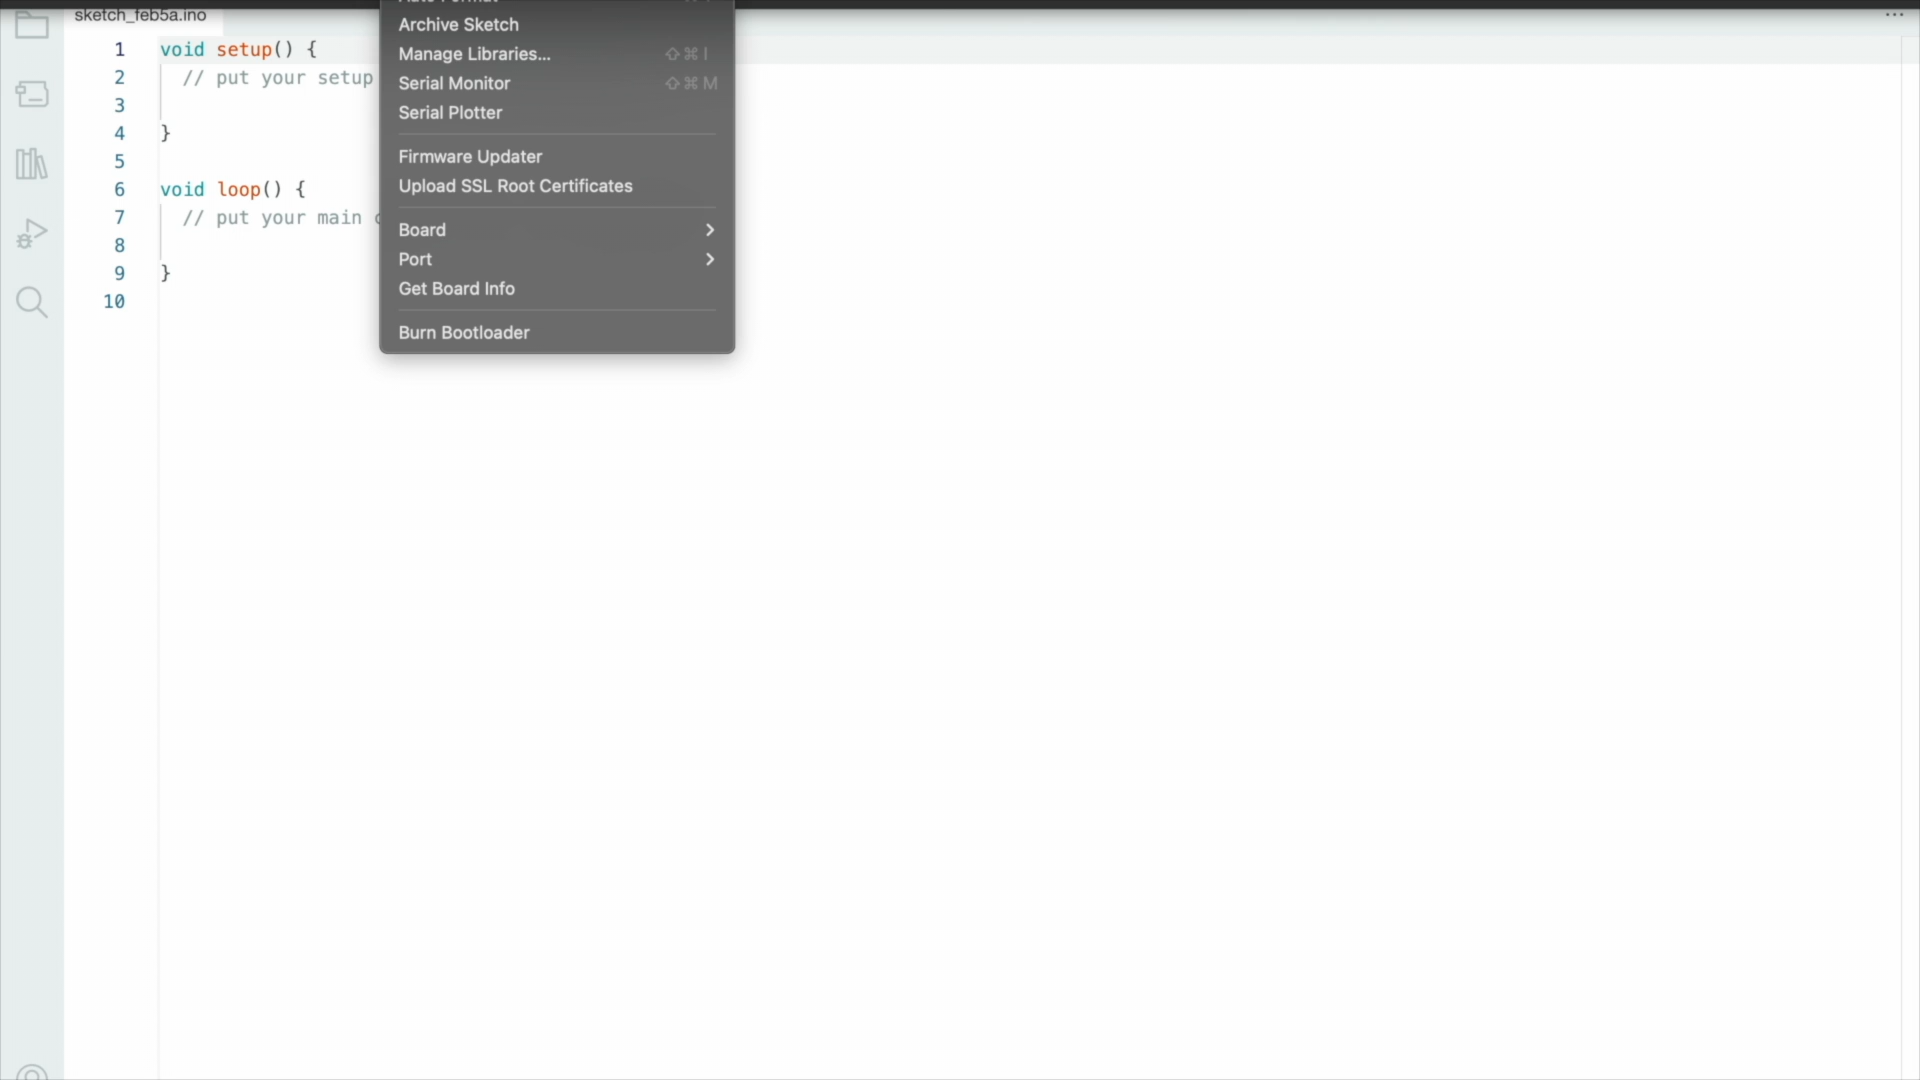 sketch_feb5a.ino
Archive Sketch
Manage Libraries... ⇧⌘I
Serial Monitor ⇧⌘M
Serial Plotter
Firmware Updater
Upload SSL Root Certificates
Board
Port
Get Board Info
Burn Bootloader
1 void setup() {
2 // put your setup
3
4 }
5
6 void loop() {
7 // put your main
8
9 }
10